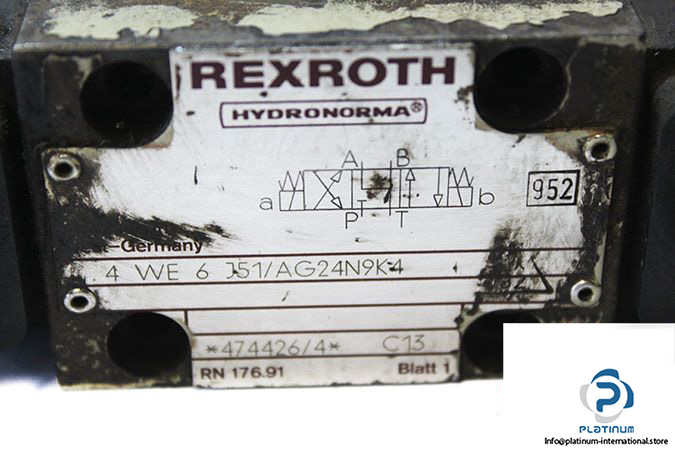 REXROTH
HYDRONORMA®
A B
a b
P T
952
Germany
4 WE 6 J51/AG24N9K4
2
*474426/4* C13
RN 176.91 Blatt 1
PLATINUM
Info@platinum-international.store